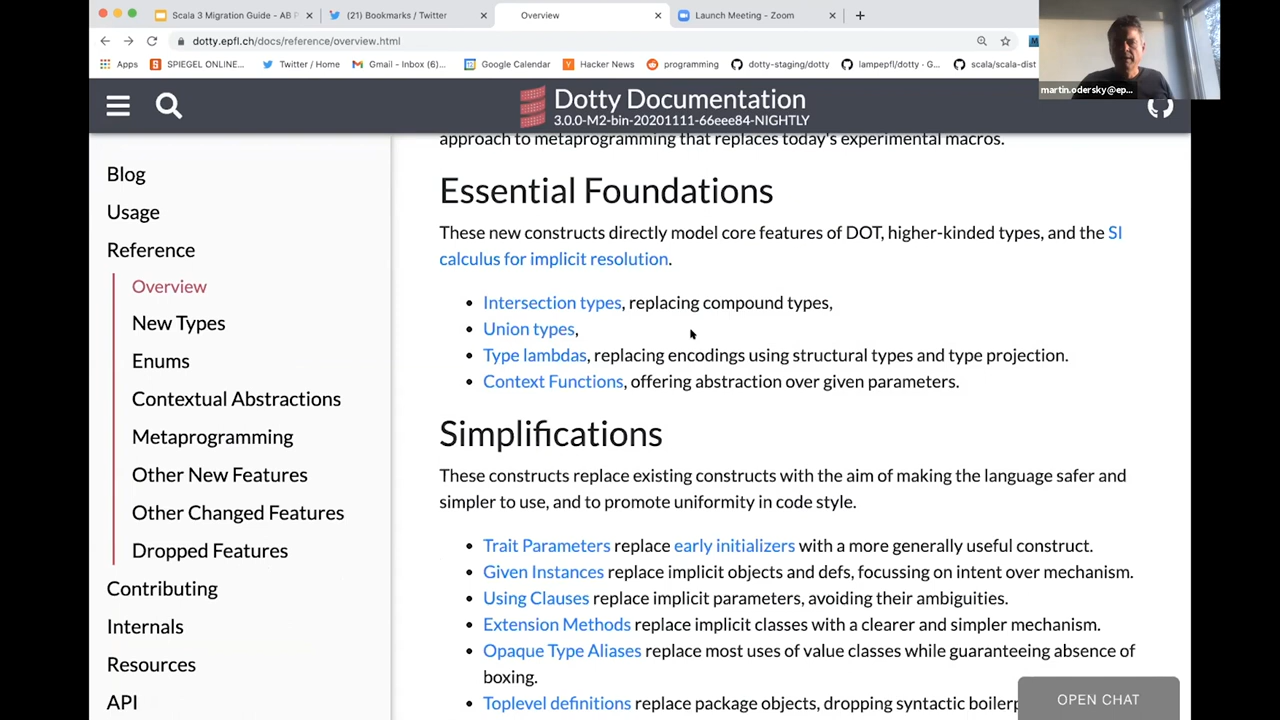 Scala 3 Migration Guide - AB P
(21) Bookmarks / Twitter
Overview
Launch Meeting - Zoom
dotty.epfl.ch/docs/reference/overview.html
Apps
SPIEGEL ONLINE...
Twitter / Home
Gmail - Inbox (6)...
Google Calendar
Hacker News
programming
dotty-staging/dotty
lampepfl/dotty · G...
scala/scala-dist
martin.odersky@ep...
Dotty Documentation
3.0.0-M2-bin-20201111-66eee84-NIGHTLY
Blog
Usage
Reference
Overview
New Types
Enums
Contextual Abstractions
Metaprogramming
Other New Features
Other Changed Features
Dropped Features
Contributing
Internals
Resources
API
approach to metaprogramming that replaces today's experimental macros.
Essential Foundations
These new constructs directly model core features of DOT, higher-kinded types, and the SI
calculus for implicit resolution.
• Intersection types, replacing compound types,
• Union types,
• Type lambdas, replacing encodings using structural types and type projection.
• Context Functions, offering abstraction over given parameters.
Simplifications
These constructs replace existing constructs with the aim of making the language safer and
simpler to use, and to promote uniformity in code style.
• Trait Parameters replace early initializers with a more generally useful construct.
• Given Instances replace implicit objects and defs, focussing on intent over mechanism.
• Using Clauses replace implicit parameters, avoiding their ambiguities.
• Extension Methods replace implicit classes with a clearer and simpler mechanism.
• Opaque Type Aliases replace most uses of value classes while guaranteeing absence of
boxing.
• Toplevel definitions replace package objects, dropping syntactic boilerp
OPEN CHAT